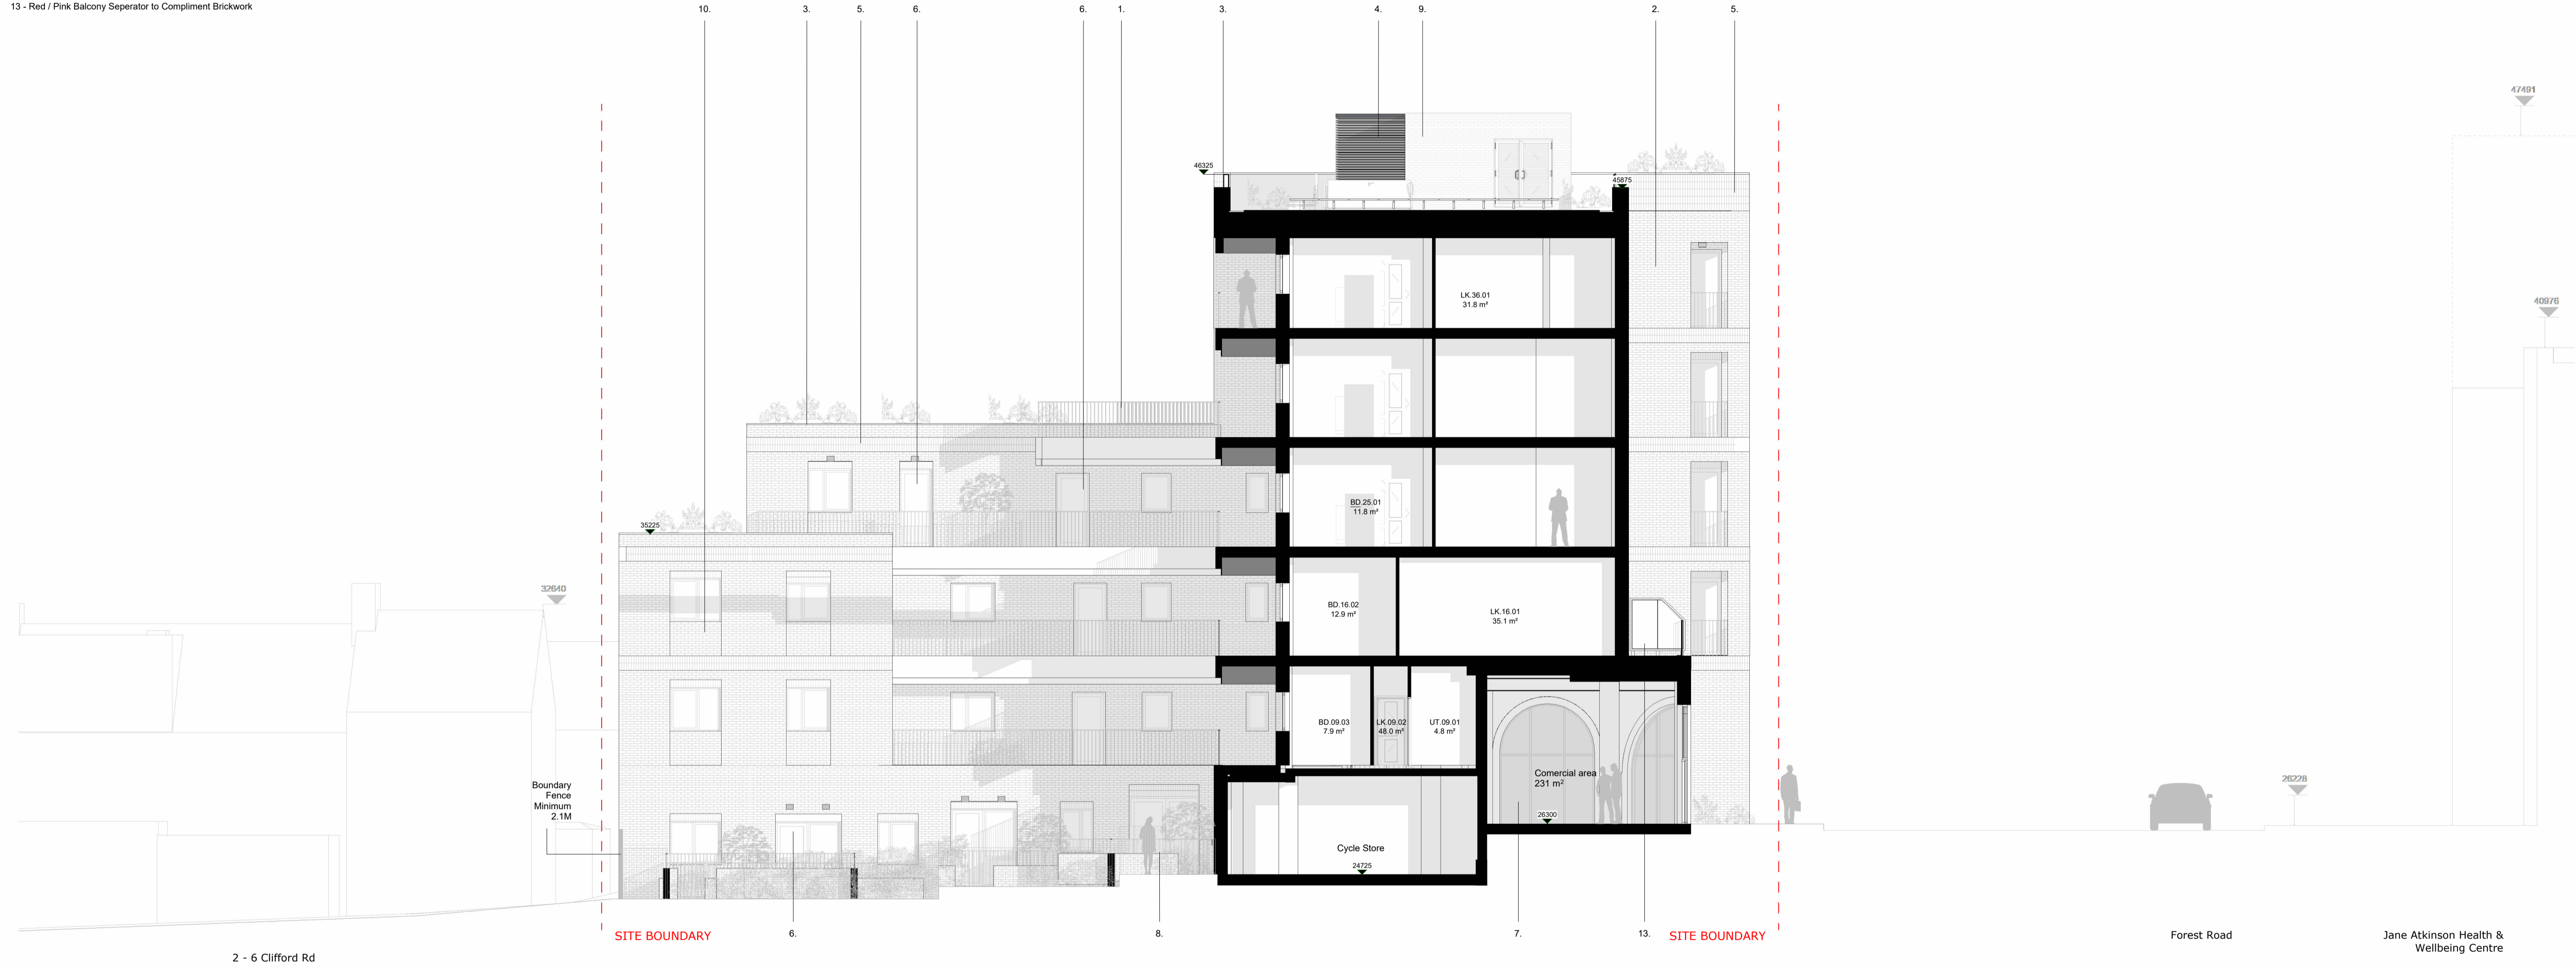 13 - Red / Pink Balcony Seperator to Compliment Brickwork
10.
3.
5.
6.
6.
1.
3.
4.
9.
2.
5.
47491
46325
45875
40976
LK.36.01
31.8 m²
BD.25.01
11.8 m²
35225
32640
BD.16.02
12.9 m²
LK.16.01
35.1 m²
BD.09.03
7.9 m²
LK.09.02
48.0 m²
UT.09.01
4.8 m²
Boundary
Fence
Minimum
2.1M
Comercial area
231 m²
26228
26300
Cycle Store
24725
SITE BOUNDARY
6.
8.
7.
13.
SITE BOUNDARY
Forest Road
Jane Atkinson Health &
Wellbeing Centre
2 - 6 Clifford Rd